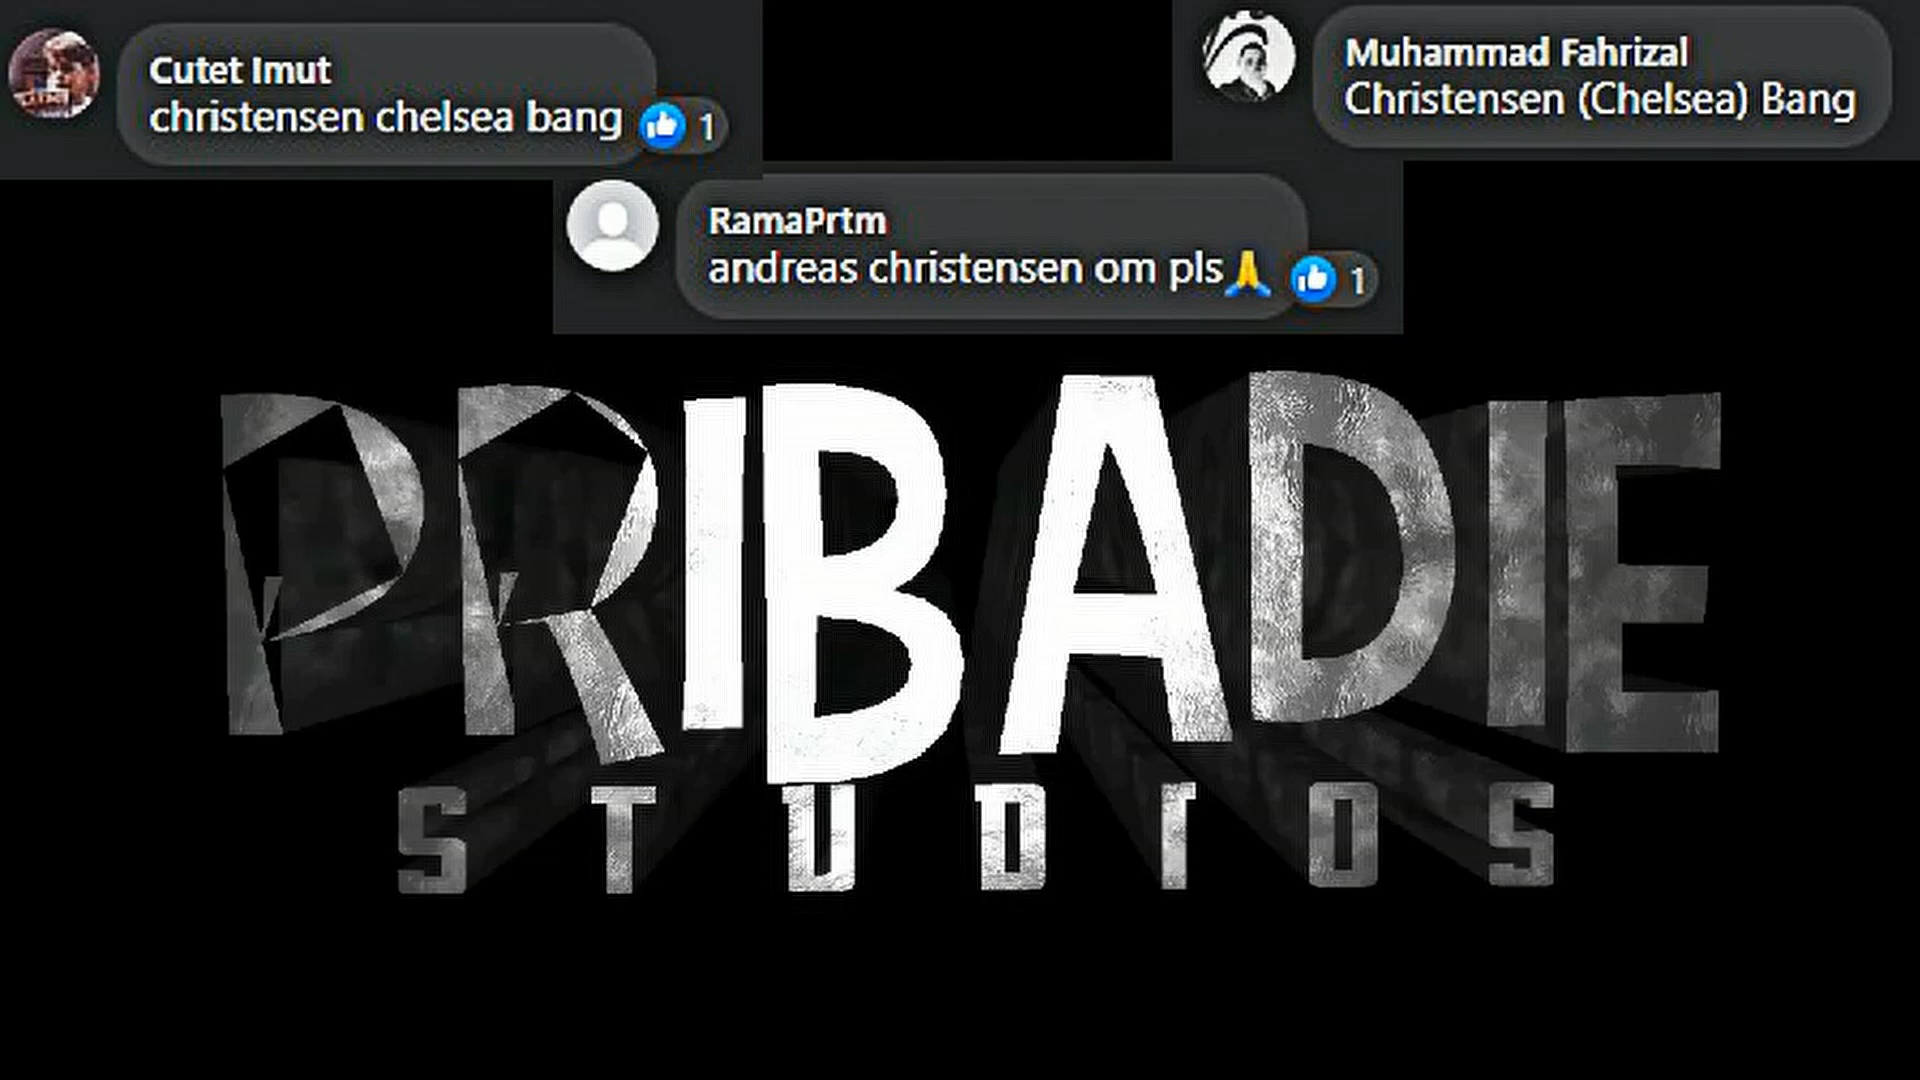 Cutet Imut
christensen chelsea bang
1
Muhammad Fahrizal
Christensen (Chelsea) Bang
RamaPrtm
andreas christensen om pls🙏
1
PRIBADIE
STUDIOS